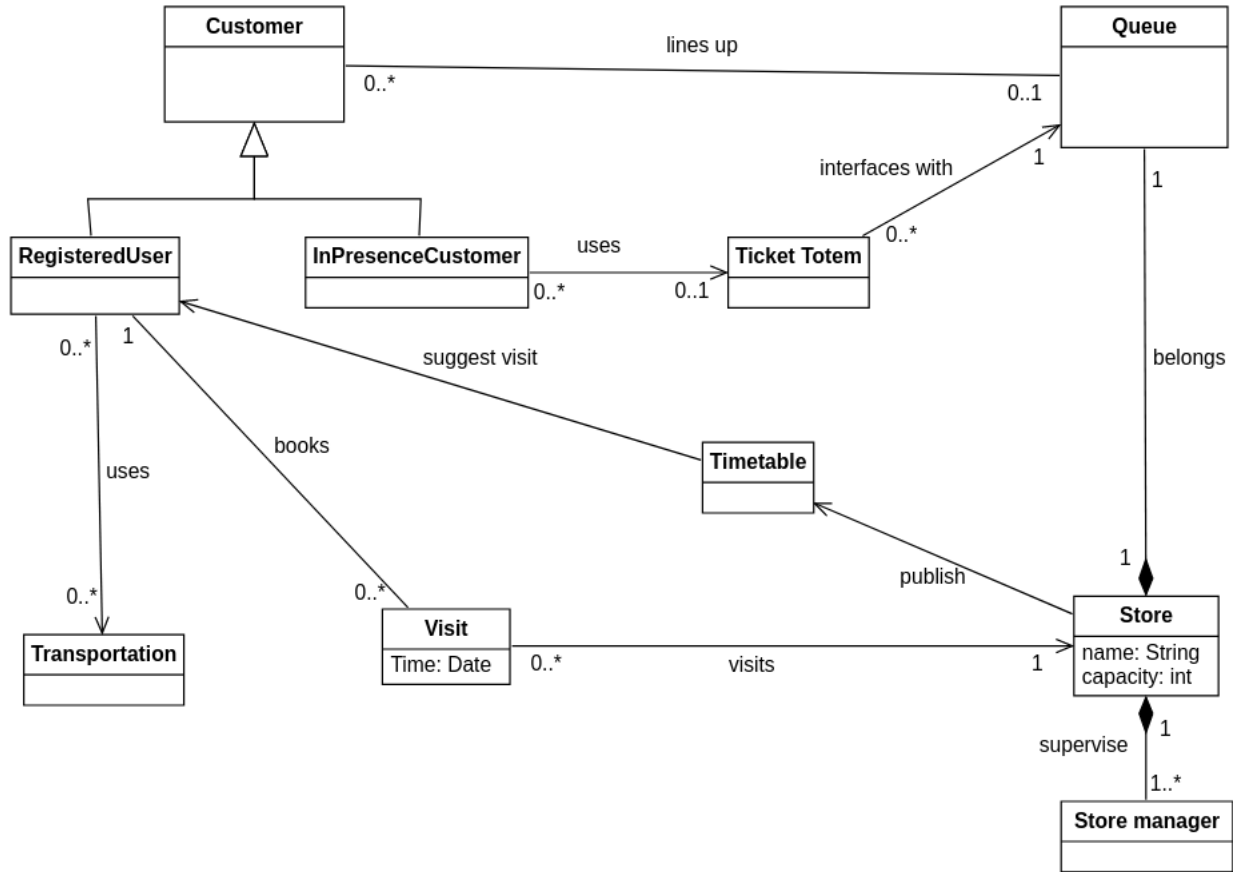 Customer
Queue
lines up
0..*
0..1
interfaces with
1
1
0..*
RegisteredUser
InPresenceCustomer
uses
Ticket Totem
0..*
0..1
0..*
1
suggest visit
belongs
books
Timetable
uses
publish
1
0..*
0..*
Visit
Store
Transportation
Time: Date
0..*
visits
1
name: String
capacity: int
supervise
1
1..*
Store manager